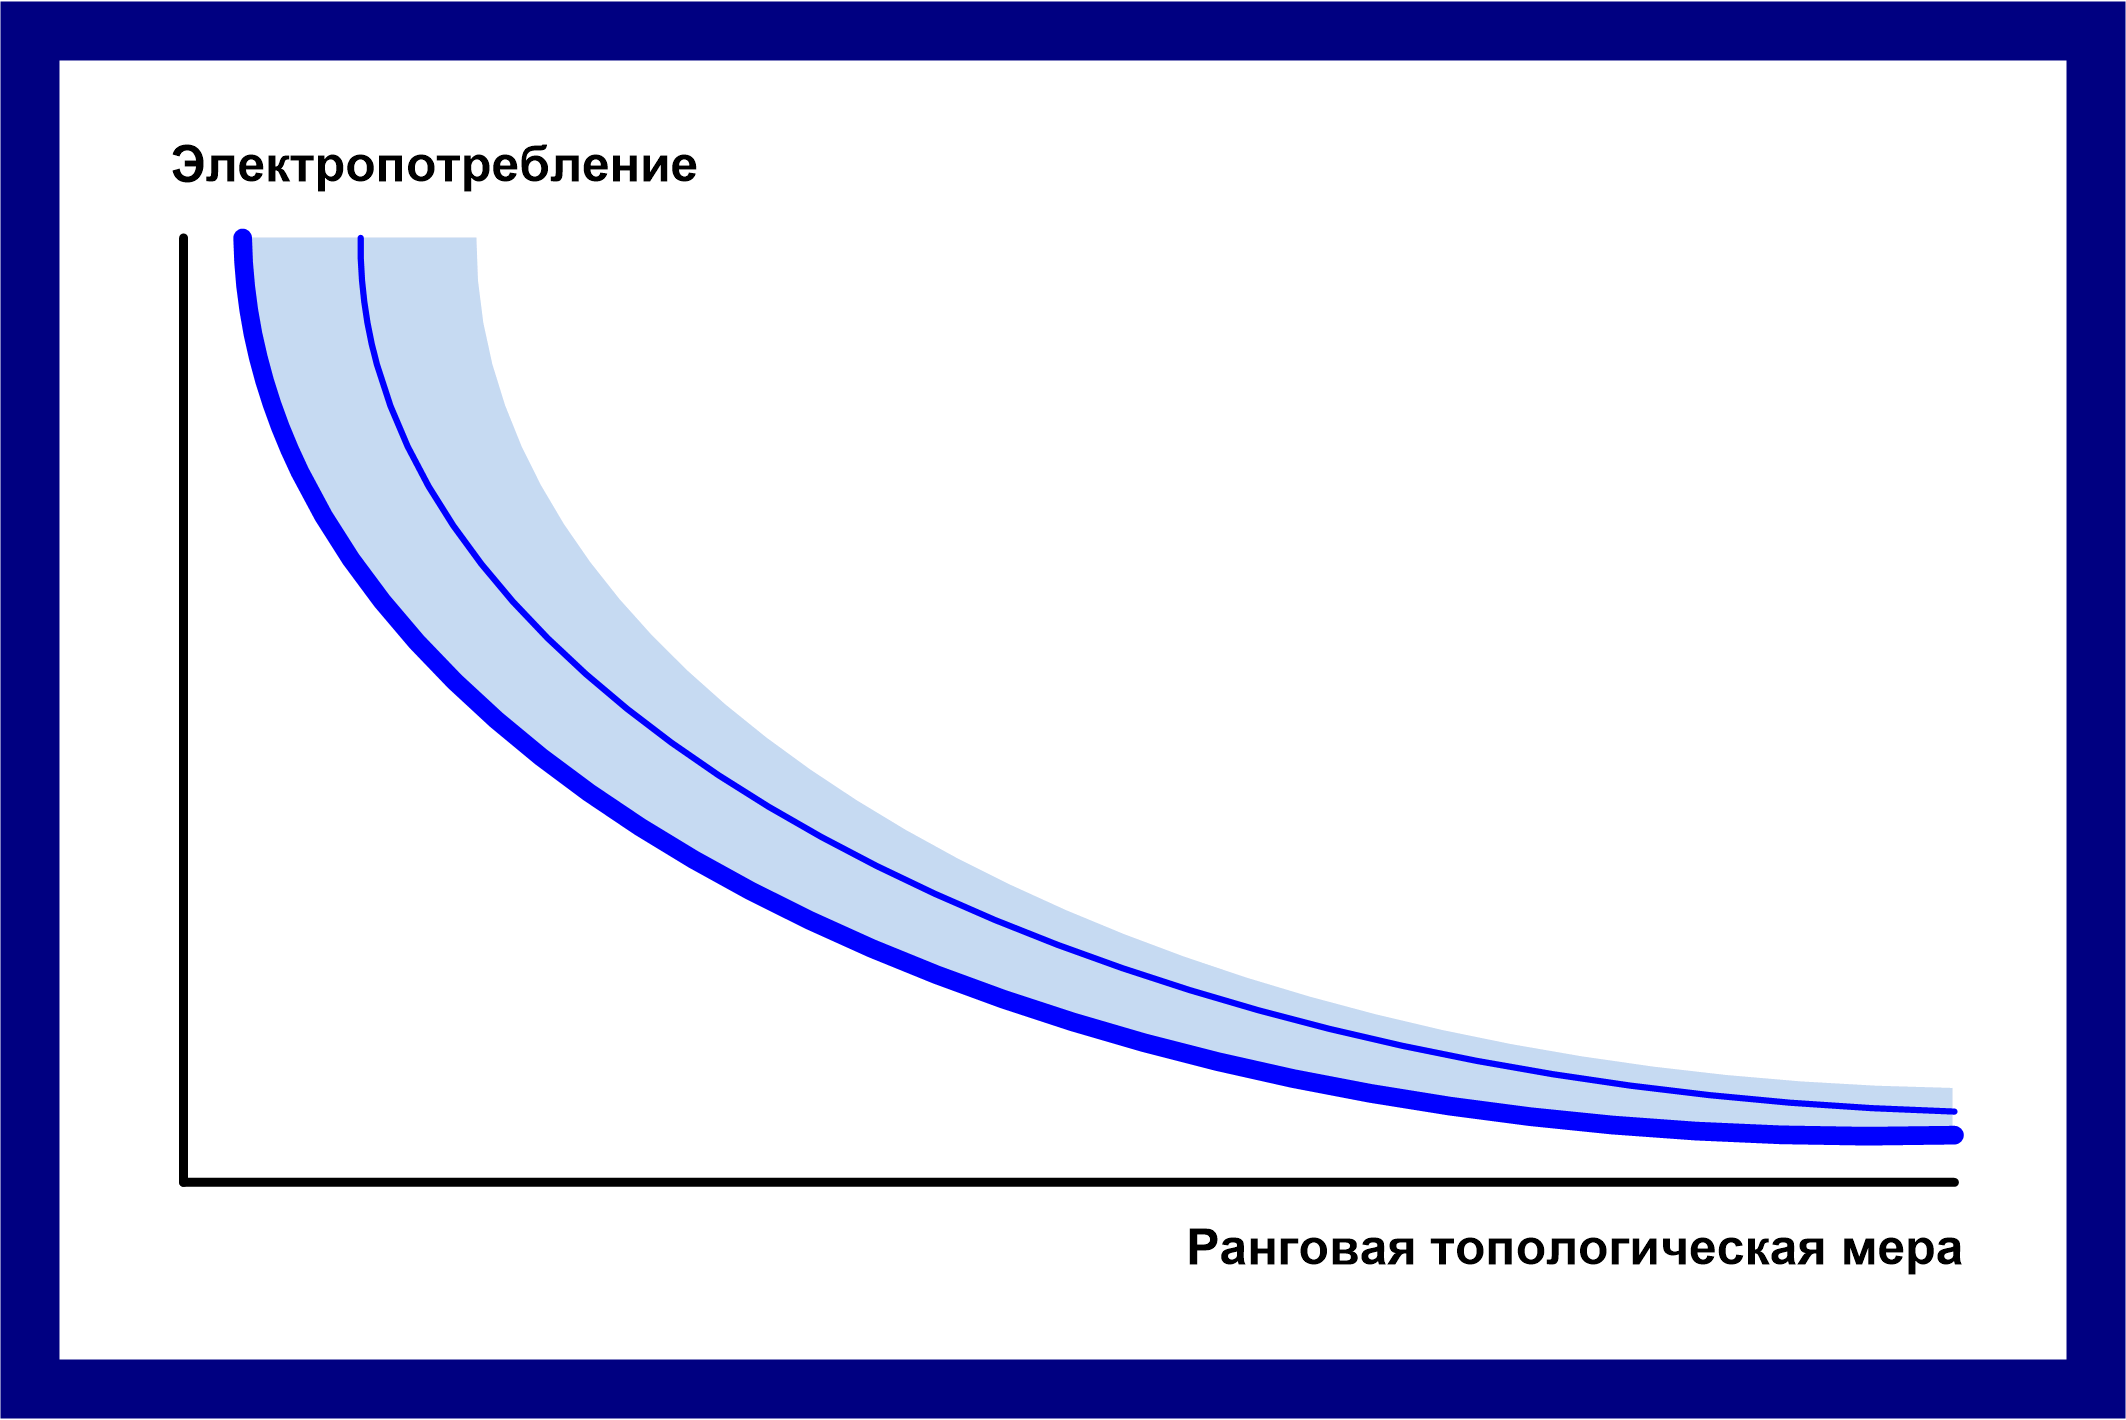 Электропотребление
Ранговая топологическая мера